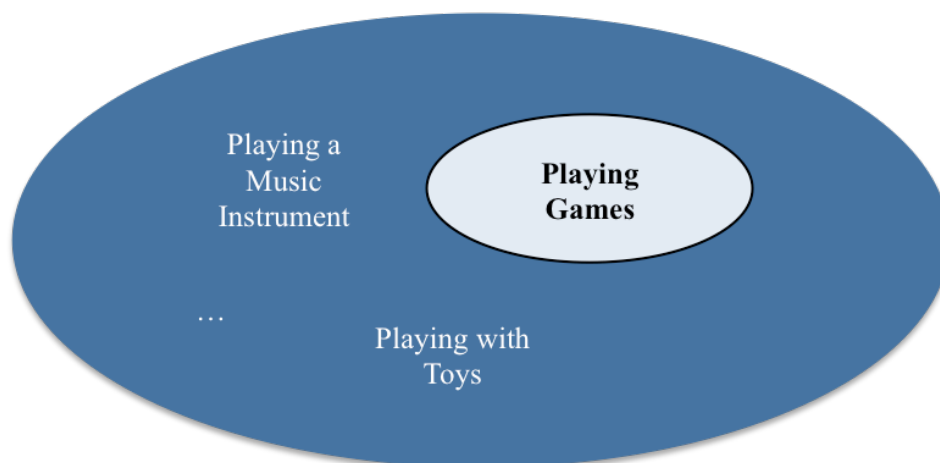 Playing a
Music
Instrument
Playing
Games
…
Playing with
Toys